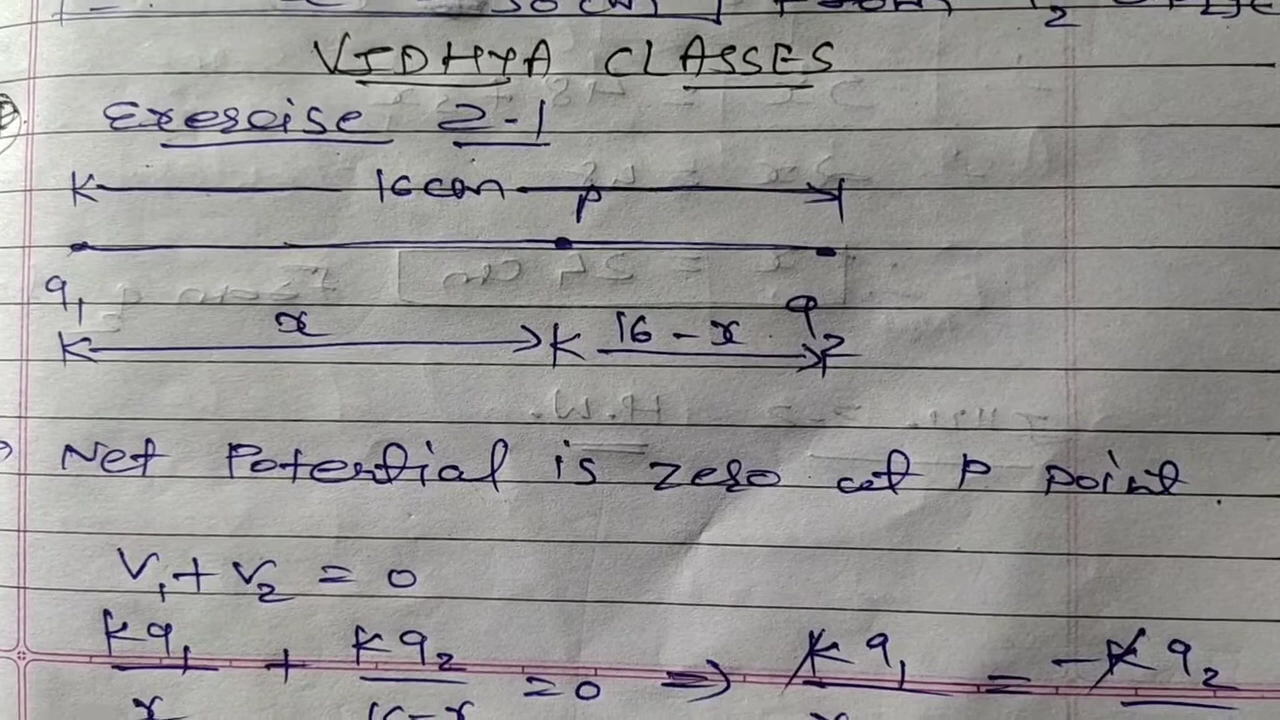 VIDHYA CLASSES
Exercise 2-1
16cm
P
q₁ q₂
x 16 - x
Net Potential is zero at P point.
V₁ + V₂ = 0
kq₁ + kq₂ = 0 ⇒ kq₁ = -kq₂
x 16-x x